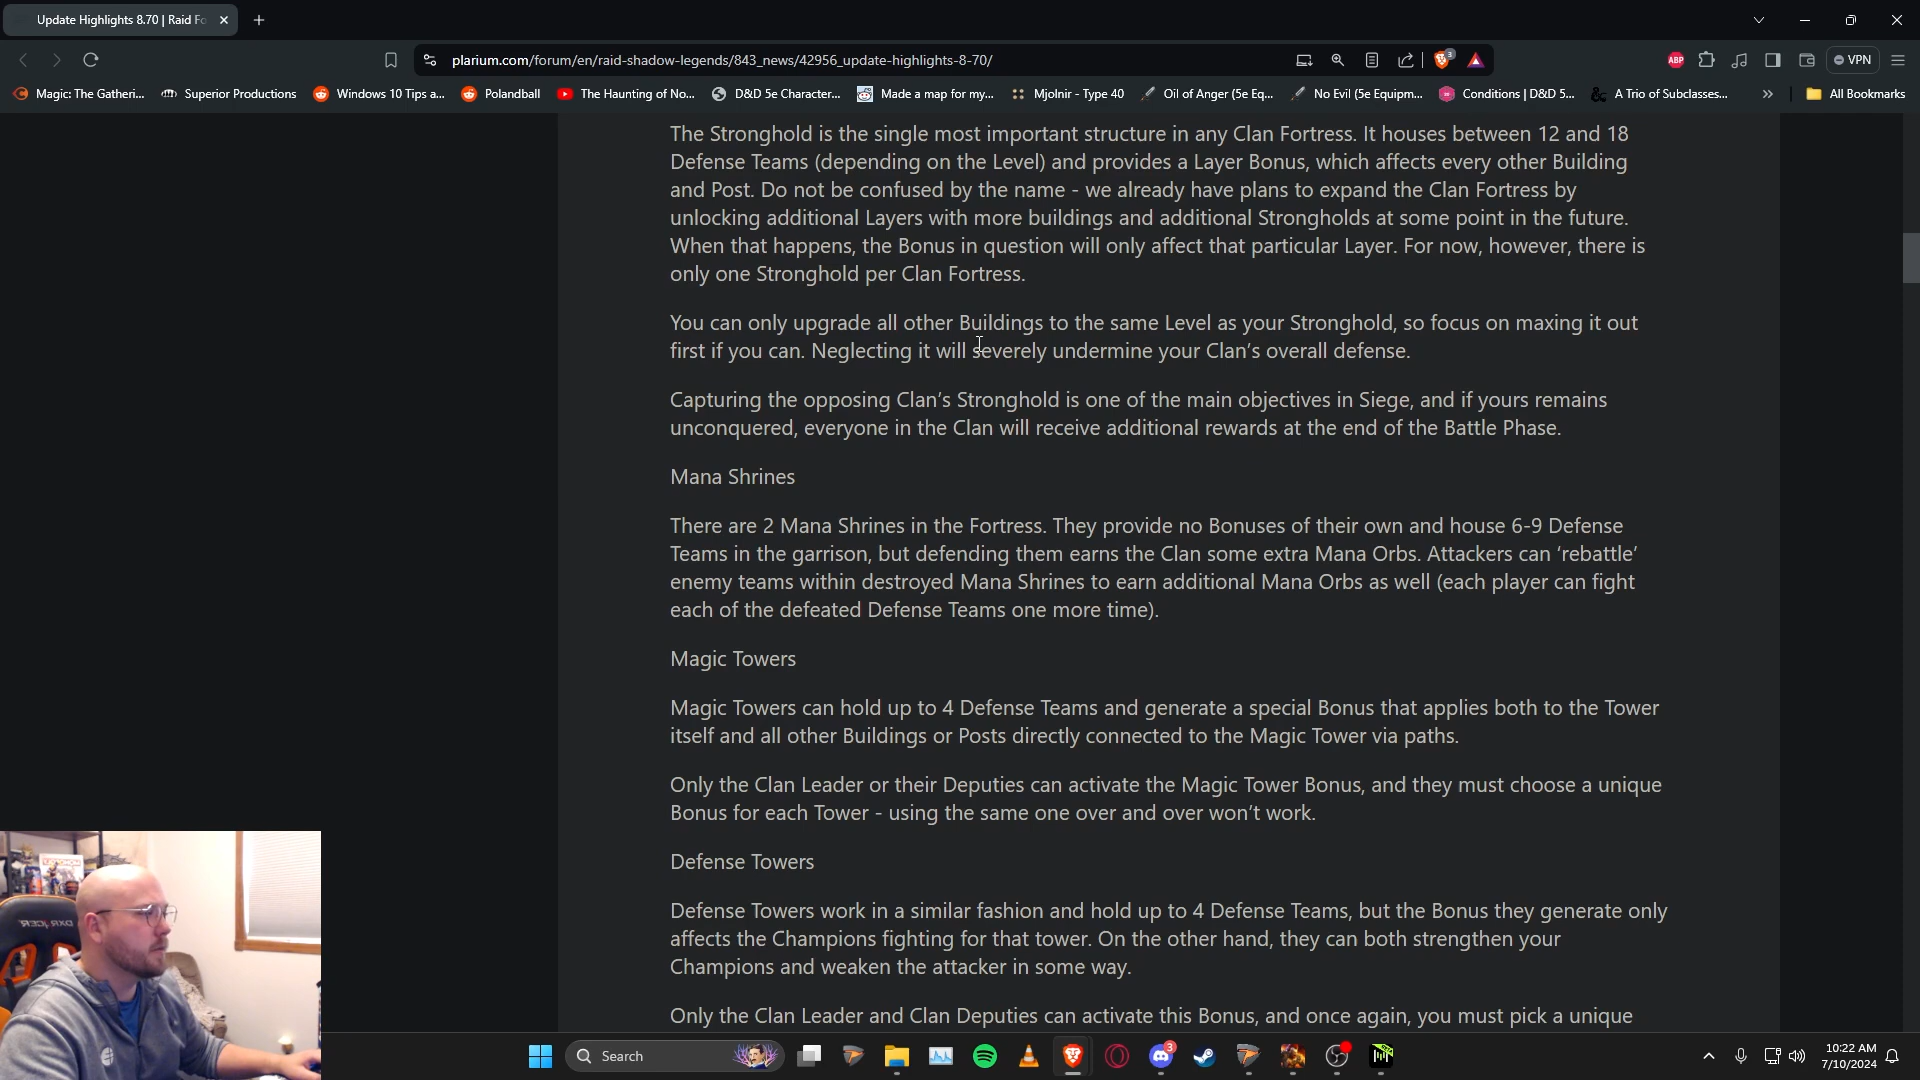 Update Highlights 8.70 | Raid Fo
plarium.com/forum/en/raid-shadow-legends/843_news/42956_update-highlights-8-70/
3
ABP
VPN
Magic: The Gatheri...
Superior Productions
Windows 10 Tips a...
Polandball
The Haunting of No...
D&D 5e Character...
Made a map for my...
Mjolnir - Type 40
Oil of Anger (5e Eq...
No Evil (5e Equipm...
Conditions | D&D 5...
A Trio of Subclasses...
All Bookmarks
The Stronghold is the single most important structure in any Clan Fortress. It houses between 12 and 18
Defense Teams (depending on the Level) and provides a Layer Bonus, which affects every other Building
and Post. Do not be confused by the name - we already have plans to expand the Clan Fortress by
unlocking additional Layers with more buildings and additional Strongholds at some point in the future.
When that happens, the Bonus in question will only affect that particular Layer. For now, however, there is
only one Stronghold per Clan Fortress.
You can only upgrade all other Buildings to the same Level as your Stronghold, so focus on maxing it out
first if you can. Neglecting it will severely undermine your Clan’s overall defense.
Capturing the opposing Clan’s Stronghold is one of the main objectives in Siege, and if yours remains
unconquered, everyone in the Clan will receive additional rewards at the end of the Battle Phase.
Mana Shrines
There are 2 Mana Shrines in the Fortress. They provide no Bonuses of their own and house 6-9 Defense
Teams in the garrison, but defending them earns the Clan some extra Mana Orbs. Attackers can ‘rebattle’
enemy teams within destroyed Mana Shrines to earn additional Mana Orbs as well (each player can fight
each of the defeated Defense Teams one more time).
Magic Towers
Magic Towers can hold up to 4 Defense Teams and generate a special Bonus that applies both to the Tower
itself and all other Buildings or Posts directly connected to the Magic Tower via paths.
Only the Clan Leader or their Deputies can activate the Magic Tower Bonus, and they must choose a unique
Bonus for each Tower - using the same one over and over won’t work.
Defense Towers
Defense Towers work in a similar fashion and hold up to 4 Defense Teams, but the Bonus they generate only
affects the Champions fighting for that tower. On the other hand, they can both strengthen your
Champions and weaken the attacker in some way.
Only the Clan Leader and Clan Deputies can activate this Bonus, and once again, you must pick a unique
Search
3
10:22 AM
7/10/2024